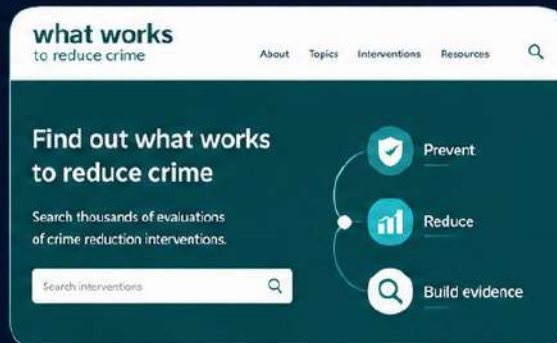 what works
to reduce crime
About Topics Interventions Resources
Find out what works
to reduce crime
Search thousands of evaluations
of crime reduction interventions.
Search interventions
Prevent
Reduce
Build evidence